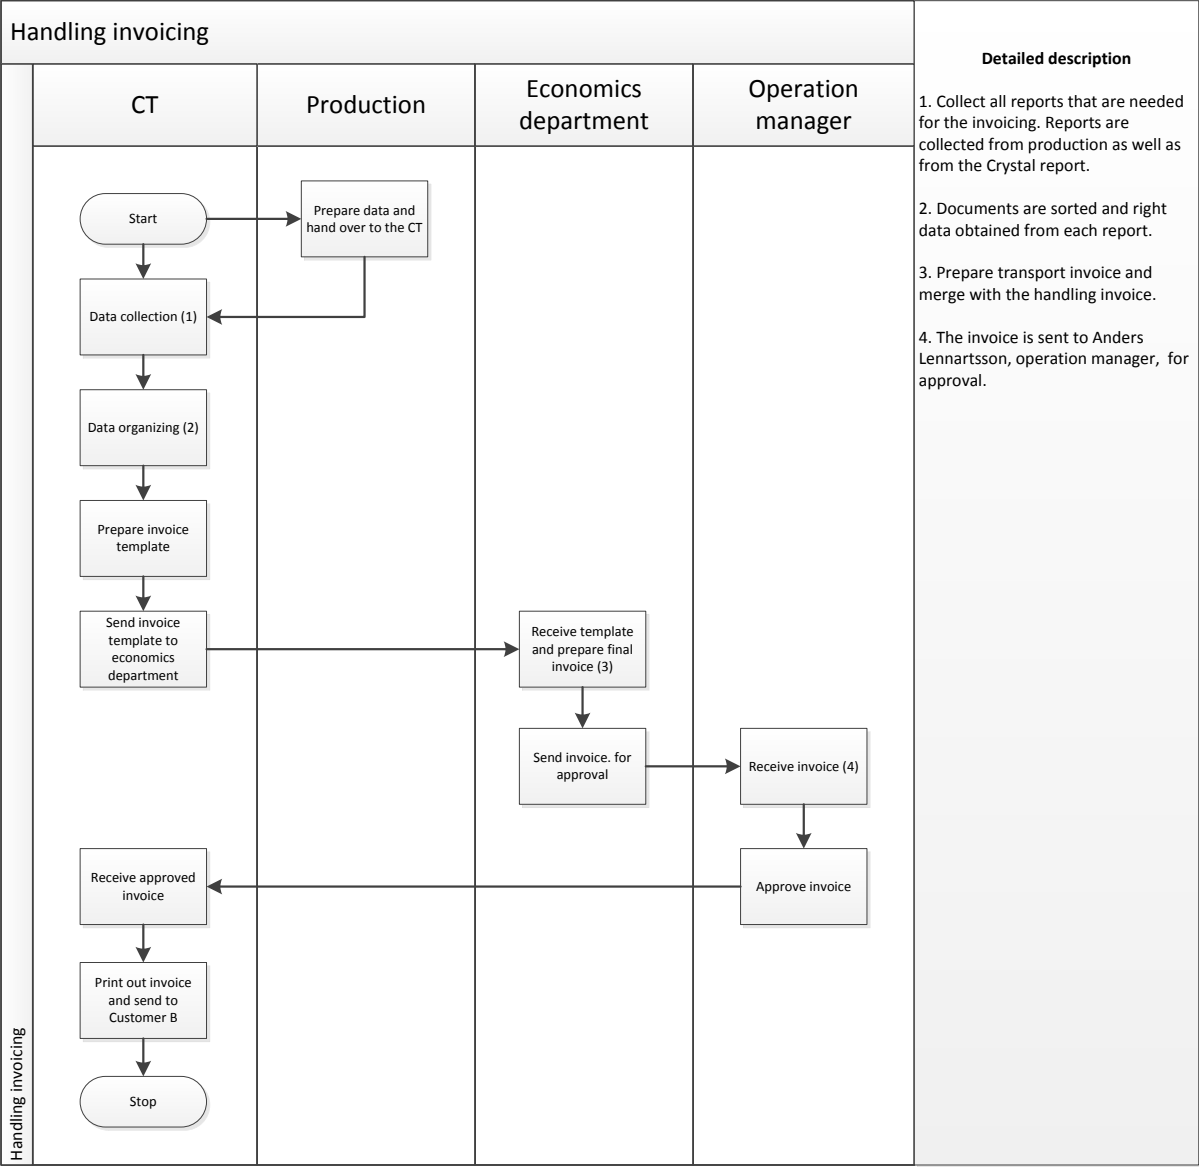 Handling invoicing
CT
Production
Economics
department
Operation
manager
Start
Prepare data and
hand over to the CT
Data collection (1)
Data organizing (2)
Prepare invoice
template
Send invoice
template to
economics
department
Receive template
and prepare final
invoice (3)
Send invoice. for
approval
Receive invoice (4)
Approve invoice
Receive approved
invoice
Print out invoice
and send to
Customer B
Stop
Handling invoicing
Detailed description
1. Collect all reports that are needed
for the invoicing. Reports are
collected from production as well as
from the Crystal report.
2. Documents are sorted and right
data obtained from each report.
3. Prepare transport invoice and
merge with the handling invoice.
4. The invoice is sent to Anders
Lennartsson, operation manager,  for
approval.